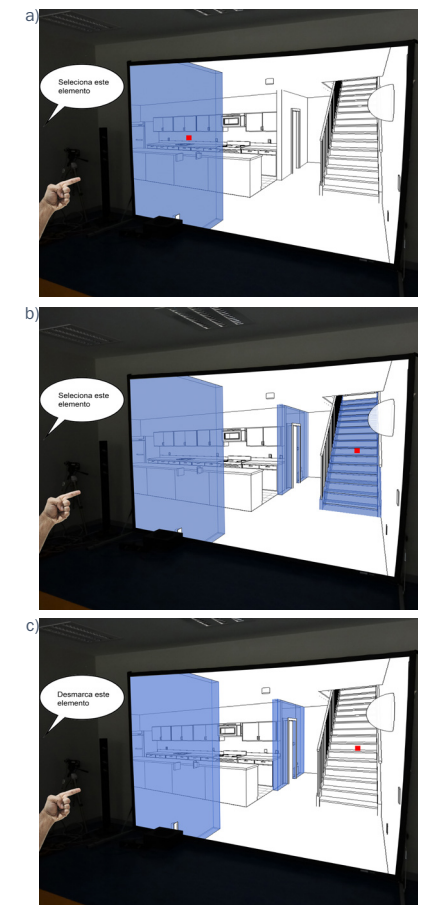 a)
Seleciona este
elemento
b)
Seleciona este
elemento
c)
Desmarca este
elemento